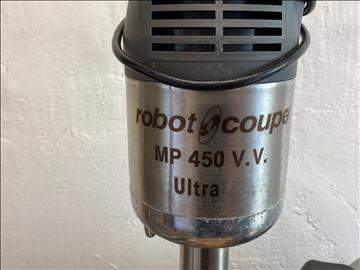 robot coupe
MP 450 V.V.
Ultra